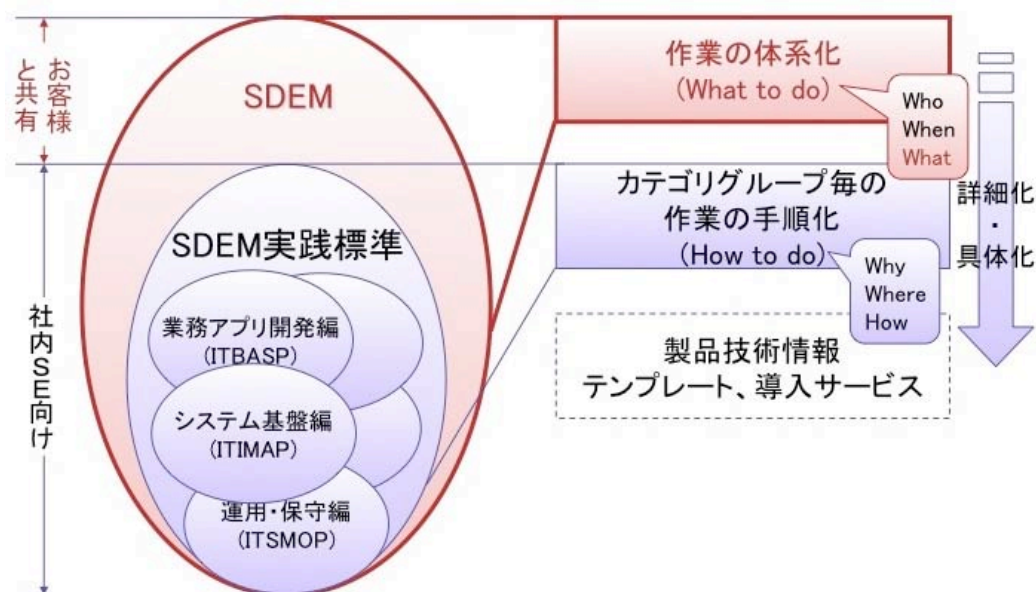 お客様
と共有
SDEM
作業の体系化
(What to do)
Who
When
What
社内SE向け
SDEM実践標準
業務アプリ開発編
(ITBASP)
システム基盤編
(ITIMAP)
運用・保守編
(ITSMOP)
カテゴリグループ毎の
作業の手順化
(How to do)
Why
Where
How
詳細化
・
具体化
製品技術情報
テンプレート、導入サービス